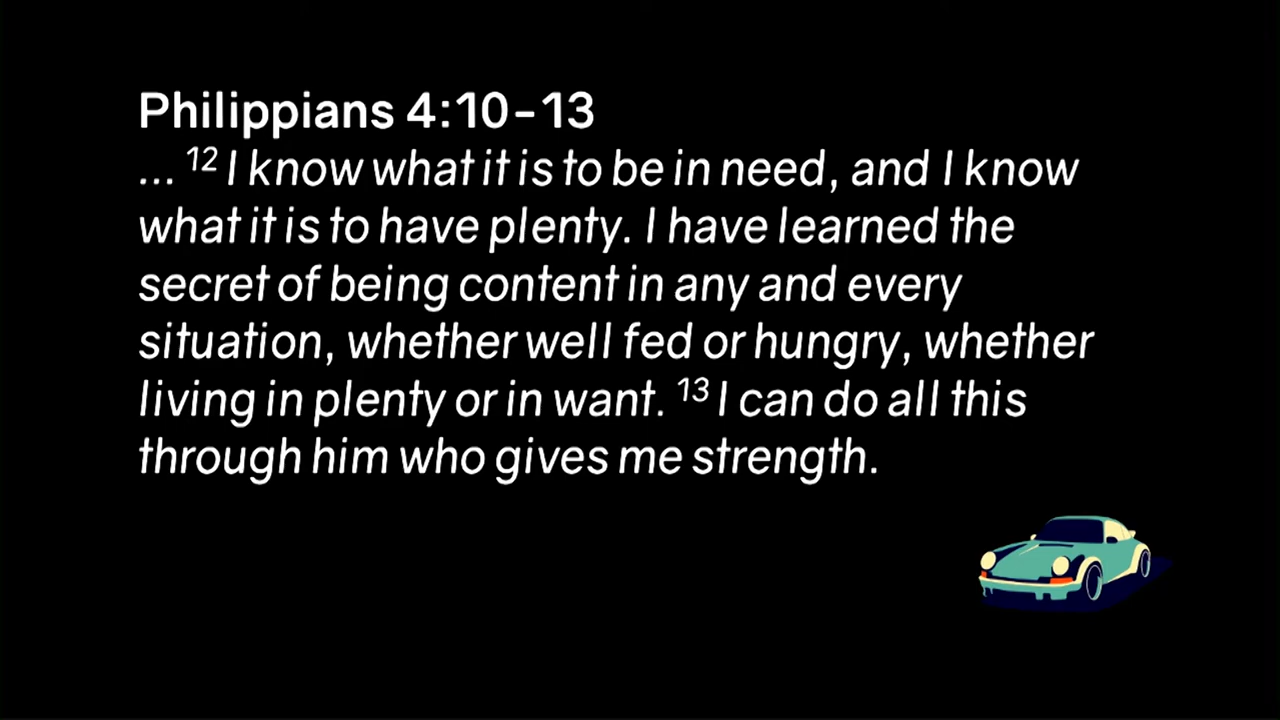 Philippians 4:10–13
... ¹² I know what it is to be in need, and I know
what it is to have plenty. I have learned the
secret of being content in any and every
situation, whether well fed or hungry, whether
living in plenty or in want. ¹³ I can do all this
through him who gives me strength.